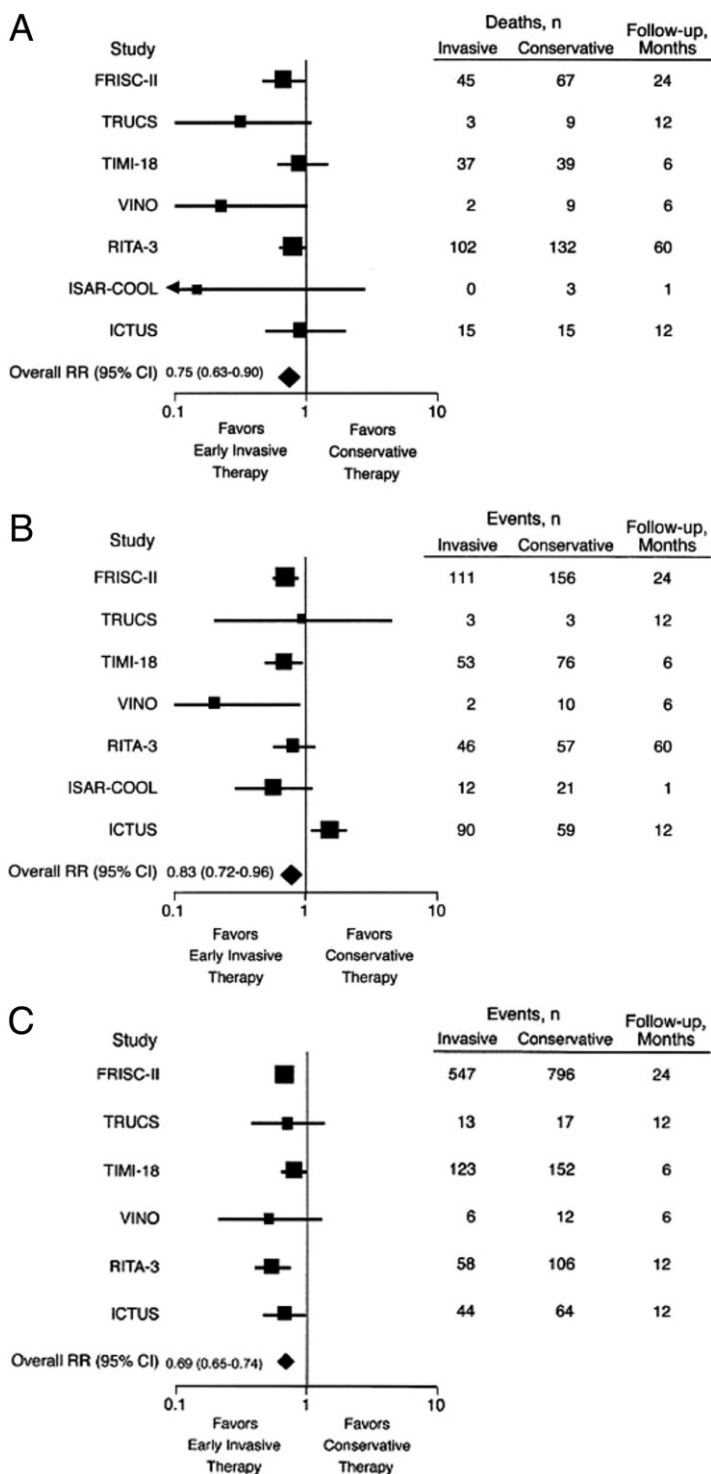 A
Deaths, n Follow-up,
Study Invasive Conservative Months
FRISC-II 45 67 24
TRUCS 3 9 12
TIMI-18 37 39 6
VINO 2 9 6
RITA-3 102 132 60
ISAR-COOL 0 3 1
ICTUS 15 15 12
Overall RR (95% CI) 0.75 (0.63-0.90)
0.1 1 10
Favors Favors
Early Invasive Conservative
Therapy Therapy
B
Events, n Follow-up,
Study Invasive Conservative Months
FRISC-II 111 156 24
TRUCS 3 3 12
TIMI-18 53 76 6
VINO 2 10 6
RITA-3 46 57 60
ISAR-COOL 12 21 1
ICTUS 90 59 12
Overall RR (95% CI) 0.83 (0.72-0.96)
0.1 1 10
Favors Favors
Early Invasive Conservative
Therapy Therapy
C
Events, n Follow-up,
Study Invasive Conservative Months
FRISC-II 547 796 24
TRUCS 13 17 12
TIMI-18 123 152 6
VINO 6 12 6
RITA-3 58 106 12
ICTUS 44 64 12
Overall RR (95% CI) 0.69 (0.65-0.74)
0.1 1 10
Favors Favors
Early Invasive Conservative
Therapy Therapy